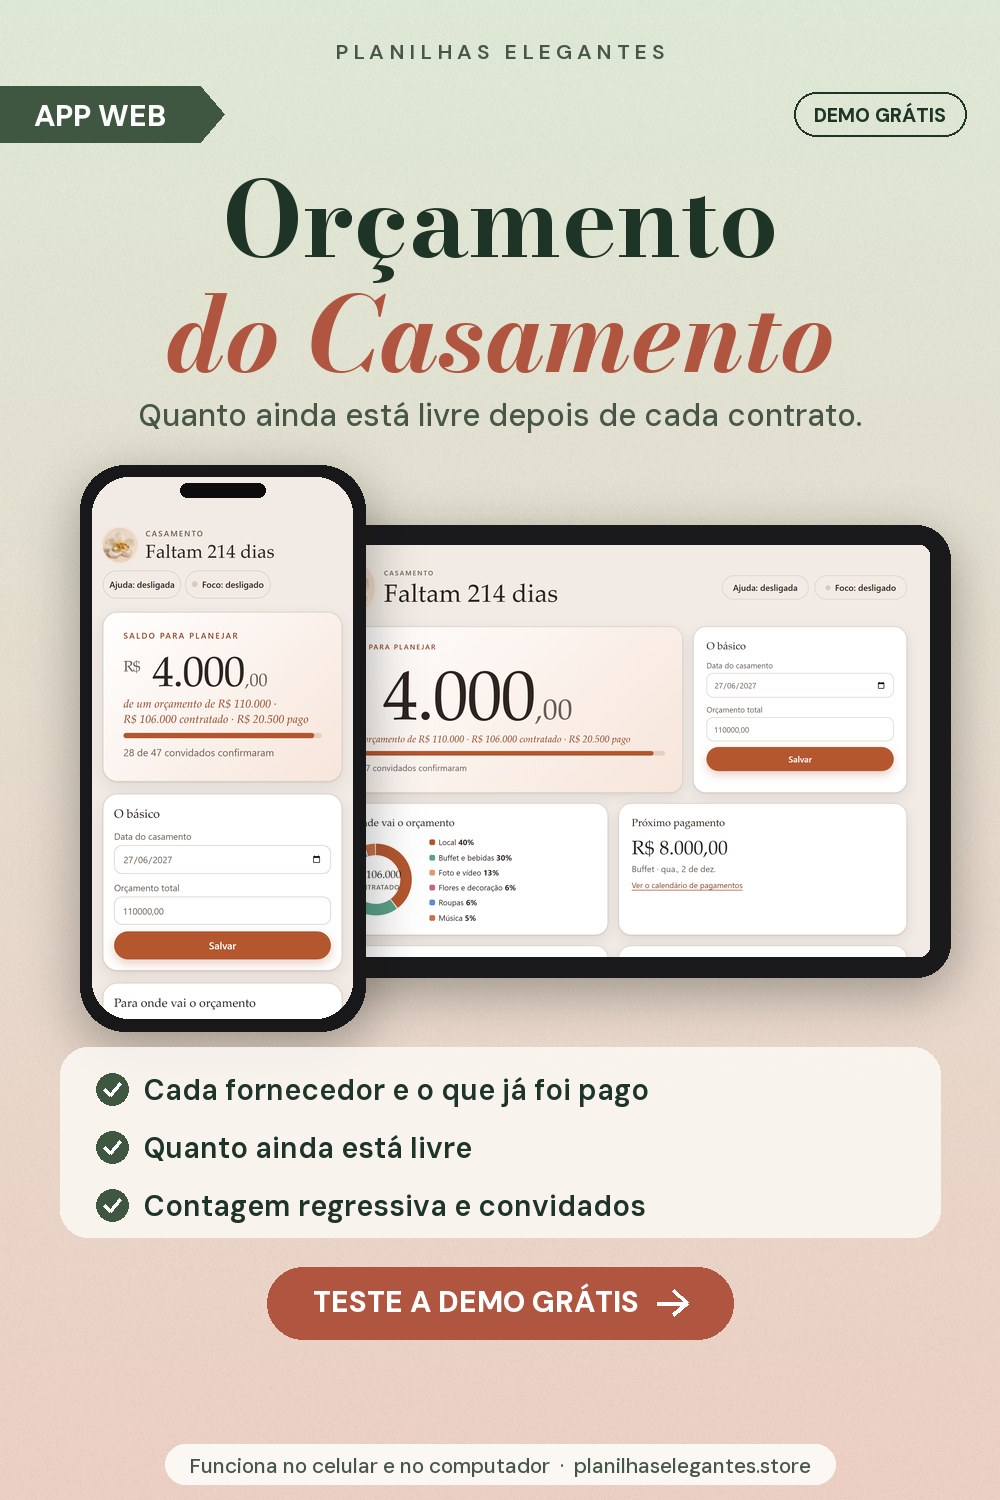 PLANILHAS ELEGANTES
APP WEB
DEMO GRÁTIS
Orçamento
do Casamento
Quanto ainda está livre depois de cada contrato.
CASAMENTO
Faltam 214 dias
Ajuda: desligada
Foco: desligado
SALDO PARA PLANEJAR
R$ 4.000,00
de um orçamento de R$ 110.000 ·
R$ 106.000 contratado · R$ 20.500 pago
28 de 47 convidados confirmaram
O básico
Data do casamento
27/06/2027
Orçamento total
110000,00
Salvar
Para onde vai o orçamento
CASAMENTO
Faltam 214 dias
Ajuda: desligada
Foco: desligado
PARA PLANEJAR
4.000,00
orçamento de R$ 110.000 · R$ 106.000 contratado · R$ 20.500 pago
7 convidados confirmaram
O básico
Data do casamento
27/06/2027
Orçamento total
110000,00
Salvar
nde vai o orçamento
106.000
NTRATADO
Local 40%
Buffet e bebidas 30%
Foto e vídeo 13%
Flores e decoração 6%
Roupas 6%
Música 5%
Próximo pagamento
R$ 8.000,00
Buffet · qua., 2 de dez.
Ver o calendário de pagamentos
Cada fornecedor e o que já foi pago
Quanto ainda está livre
Contagem regressiva e convidados
TESTE A DEMO GRÁTIS
Funciona no celular e no computador · planilhaselegantes.store